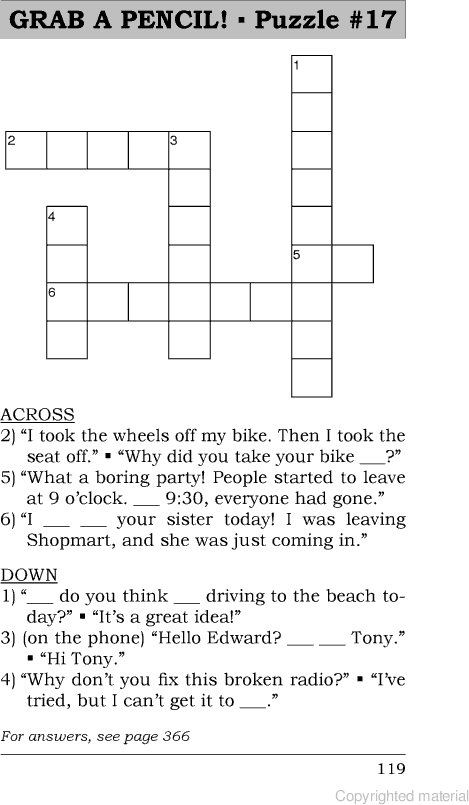 GRAB A PENCIL! ▪ Puzzle #17
1
2
3
4
5
6
ACROSS
2) “I took the wheels off my bike. Then I took the
seat off.” ▪ “Why did you take your bike ___?”
5) “What a boring party! People started to leave
at 9 o’clock. ___ 9:30, everyone had gone.”
6) “I ___ ___ your sister today! I was leaving
Shopmart, and she was just coming in.”
DOWN
1) “___ do you think ___ driving to the beach to-
day?” ▪ “It’s a great idea!”
3) (on the phone) “Hello Edward? ___ ___ Tony.”
▪ “Hi Tony.”
4) “Why don’t you fix this broken radio?” ▪ “I’ve
tried, but I can’t get it to ___.”
For answers, see page 366
119
Copyrighted material